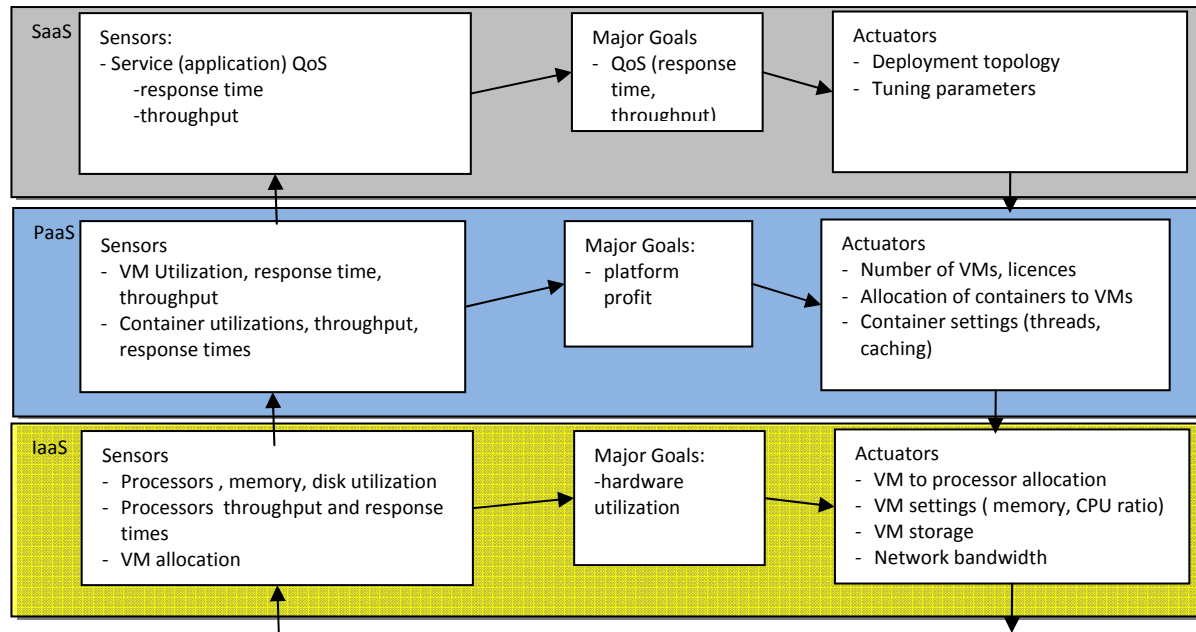 SaaS
Sensors:
- Service (application) QoS
-response time
-throughput
Major Goals
- QoS (response
time,
throughput)
Actuators
- Deployment topology
- Tuning parameters
PaaS
Sensors
- VM Utilization, response time,
throughput
- Container utilizations, throughput,
response times
Major Goals:
- platform
profit
Actuators
- Number of VMs, licences
- Allocation of containers to VMs
- Container settings (threads,
caching)
IaaS
Sensors
- Processors , memory, disk utilization
- Processors throughput and response
times
- VM allocation
Major Goals:
-hardware
utilization
Actuators
- VM to processor allocation
- VM settings ( memory, CPU ratio)
- VM storage
- Network bandwidth